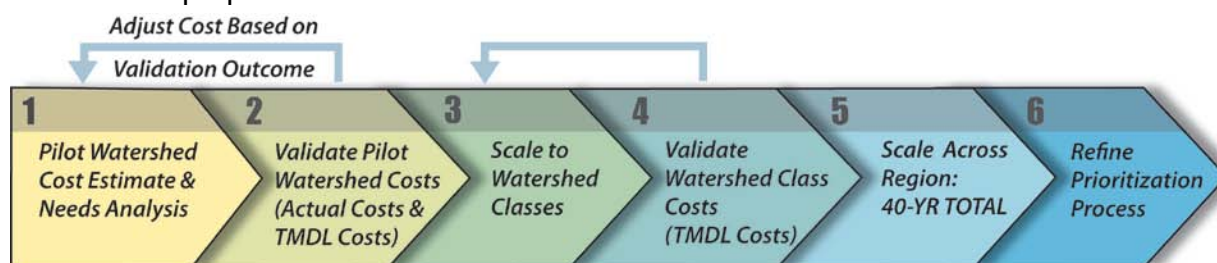 Adjust Cost Based on
Validation Outcome
1
Pilot Watershed
Cost Estimate &
Needs Analysis
2
Validate Pilot
Watershed Costs
(Actual Costs &
TMDL Costs)
3
Scale to
Watershed
Classes
4
Validate
Watershed Class
Costs
(TMDL Costs)
5
Scale Across
Region:
40-YR TOTAL
6
Refine
Prioritization
Process